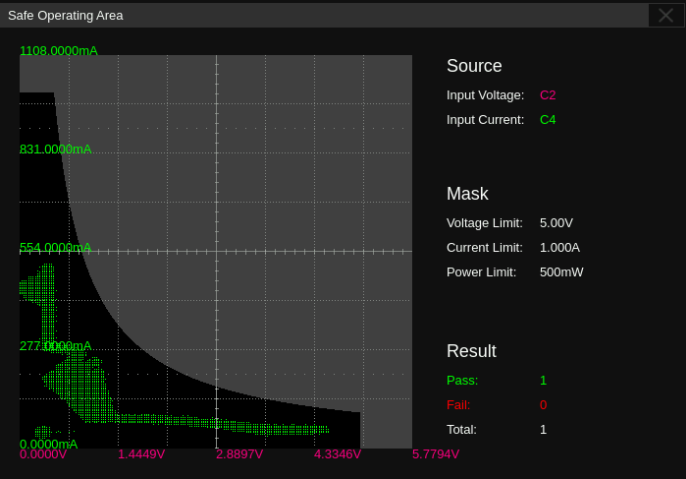 Safe Operating Area
1108.0000mA
831.0000mA
554.0000mA
277.0000mA
0.0000mA
0.0000V 1.4449V 2.8897V 4.3346V 5.7794V
Source
Input Voltage: C2
Input Current: C4
Mask
Voltage Limit: 5.00V
Current Limit: 1.000A
Power Limit: 500mW
Result
Pass: 1
Fail: 0
Total: 1